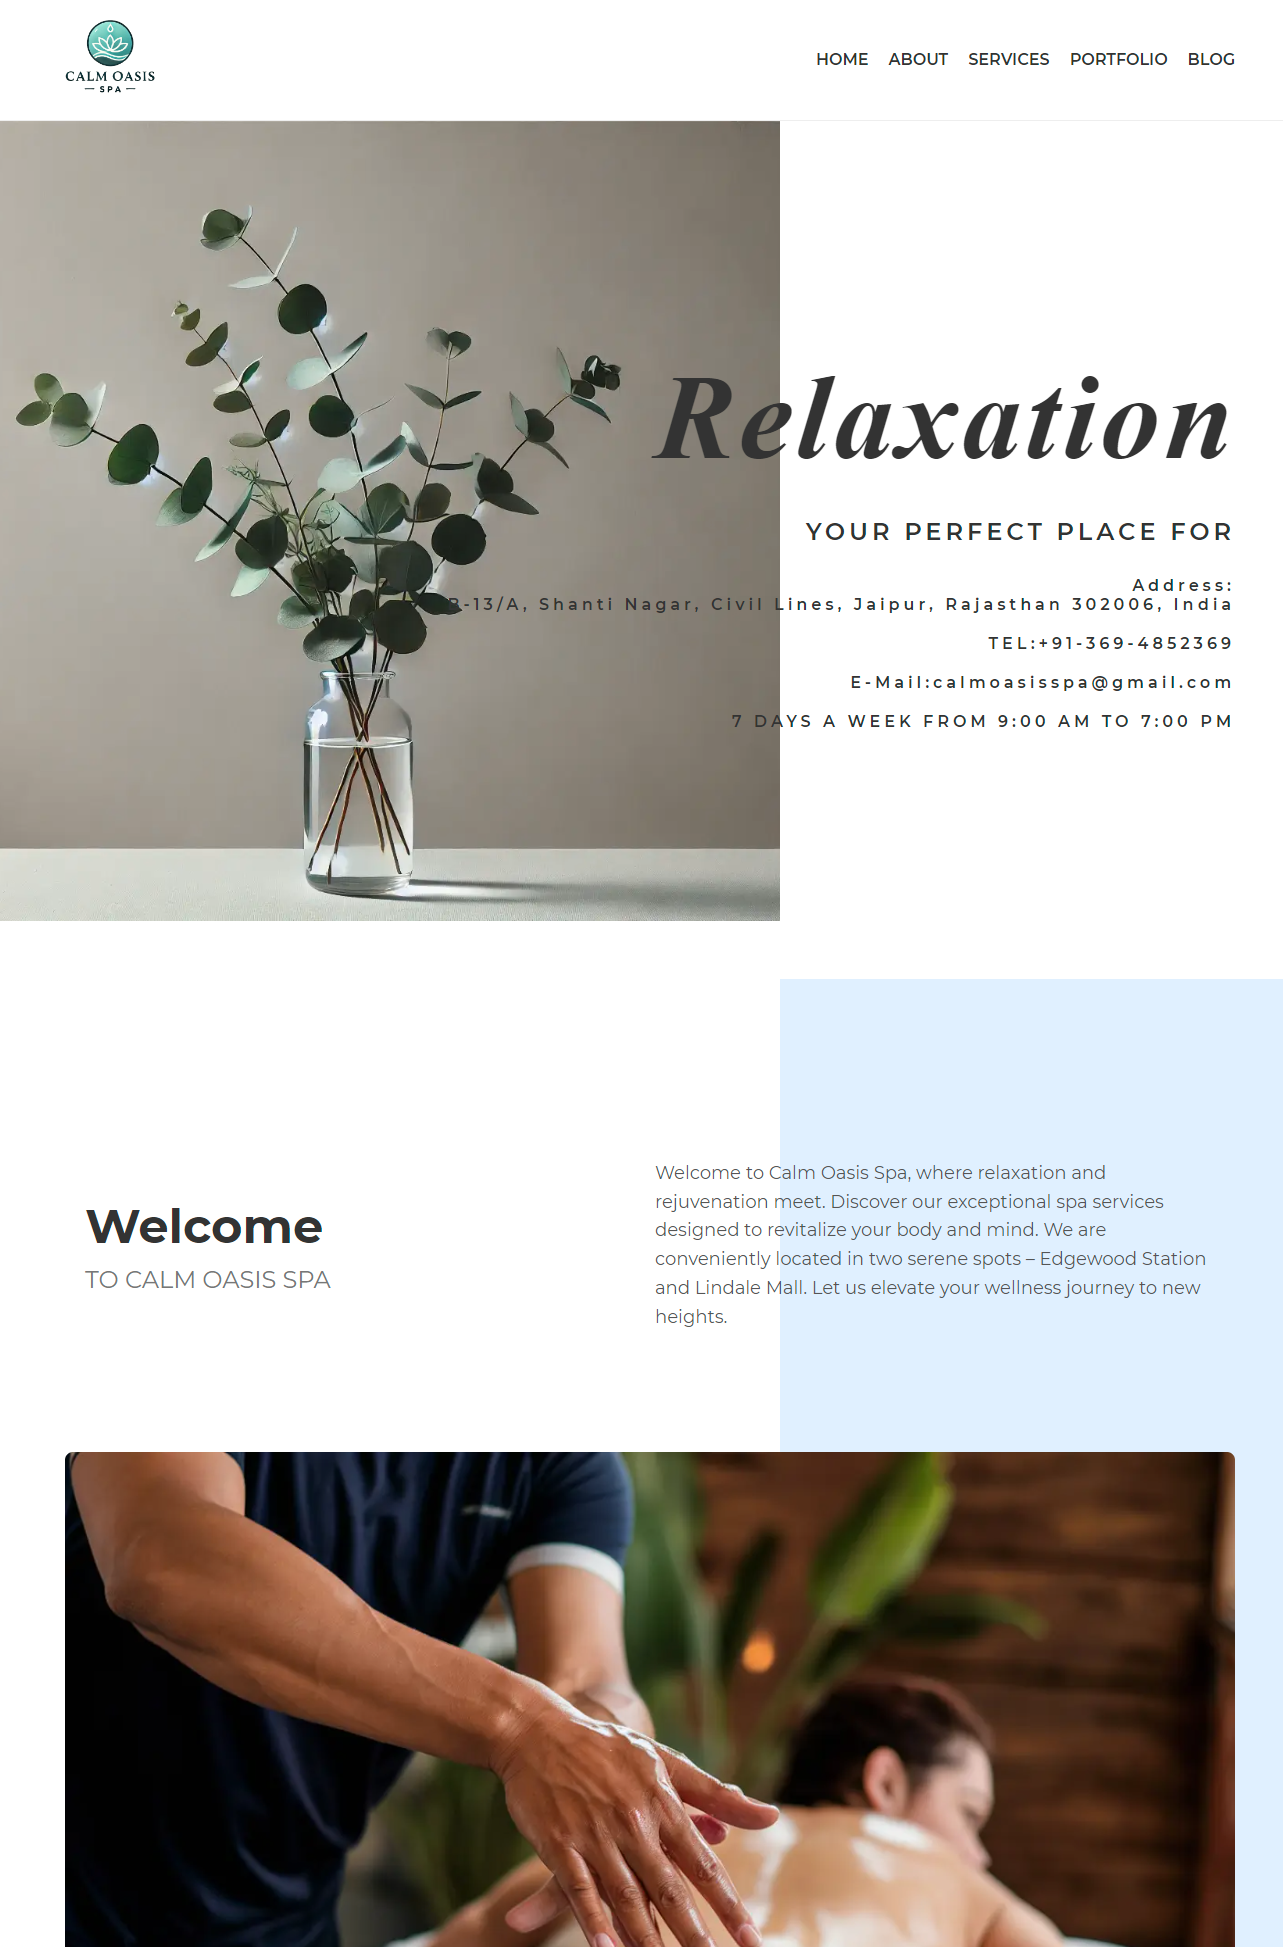 CALM OASIS
SPA
HOME ABOUT SERVICES PORTFOLIO BLOG
Relaxation
YOUR PERFECT PLACE FOR
Address:
B-13/A, Shanti Nagar, Civil Lines, Jaipur, Rajasthan 302006, India
TEL:+91-369-4852369
E-Mail:calmoasisspa@gmail.com
7 DAYS A WEEK FROM 9:00 AM TO 7:00 PM
Welcome
TO CALM OASIS SPA
Welcome to Calm Oasis Spa, where relaxation and
rejuvenation meet. Discover our exceptional spa services
designed to revitalize your body and mind. We are
conveniently located in two serene spots – Edgewood Station
and Lindale Mall. Let us elevate your wellness journey to new
heights.